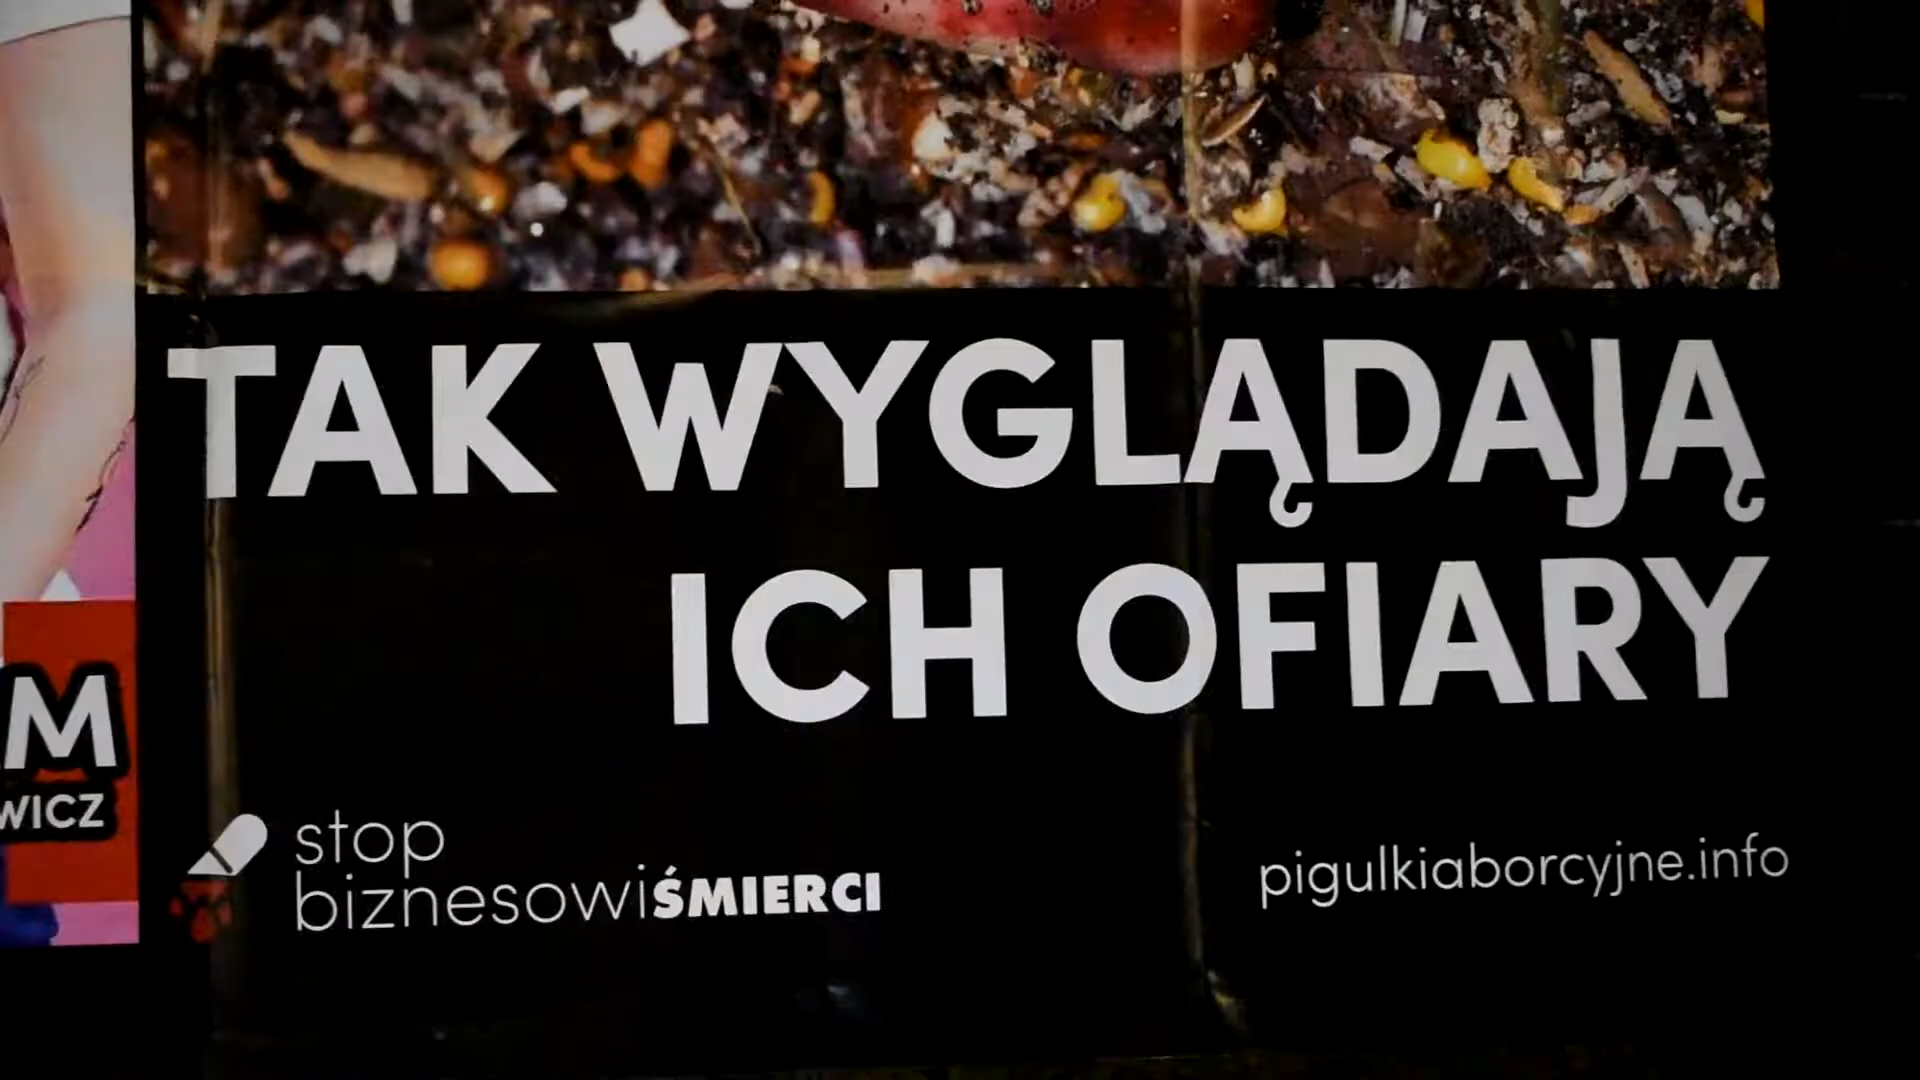 TAK WYGLĄDAJĄ
ICH OFIARY
M
WICZ
stop
biznesowiŚMIERCI
pigulkiaborcyjne.info